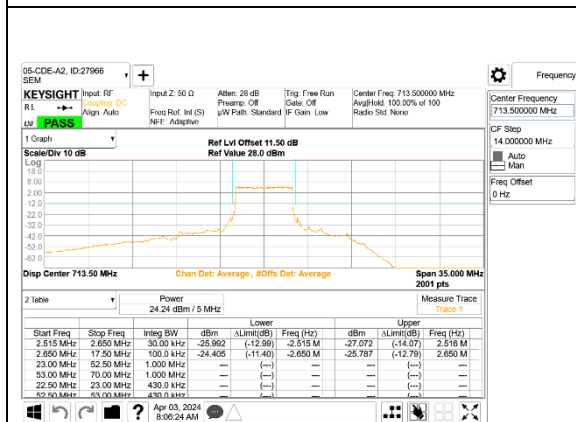 05-CDE-A2, ID:27966
SEM
Frequency
KEYSIGHT Input: RF Input Z: 50 Ω Atten: 28 dB Trig: Free Run Center Freq: 713.500000 MHz
Coupling: DC Preamp: Off Gate: Off Avg|Hold: 100.00% of 100
R L Align: Auto Freq Ref: Int (S) µW Path: Standard IF Gain: Low Radio Std: None
NFE: Adaptive
PASS
Center Frequency
713.500000 MHz
CF Step
14.000000 MHz
Auto
Man
Freq Offset
0 Hz
1 Graph Ref Lvl Offset 11.50 dB
Scale/Div 10 dB Ref Value 28.0 dBm
Log
18.0
8.00
-2.00
-12.0
-22.0
-32.0
-42.0
-52.0
-62.0
Disp Center 713.50 MHz Chan Det: Average , #Offs Det: Average Span 35.000 MHz
2001 pts
2 Table Power Measure Trace
24.24 dBm / 5 MHz Trace 1
Lower Upper
Start Freq Stop Freq Integ BW dBm ΔLimit(dB) Freq (Hz) dBm ΔLimit(dB) Freq (Hz)
2.515 MHz 2.650 MHz 30.00 kHz -25.992 (-12.99) -2.515 M -27.072 (-14.07) 2.516 M
2.650 MHz 17.50 MHz 100.0 kHz -24.405 (-11.40) -2.650 M -25.787 (-12.79) 2.650 M
23.00 MHz 52.50 MHz 1.000 MHz --- (---) --- --- (---) ---
53.00 MHz 70.00 MHz 1.000 MHz --- (---) --- --- (---) ---
22.50 MHz 23.00 MHz 430.0 kHz --- (---) --- --- (---) ---
52.50 MHz 53.00 MHz 430.0 kHz --- (---) --- --- (---) ---
Apr 03, 2024
8:06:24 AM